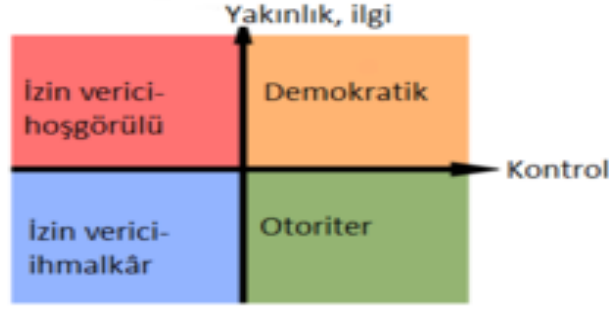 Yakınlık, ilgi
İzin verici-
hoşgörülü
Demokratik
Kontrol
İzin verici-
ihmalkâr
Otoriter